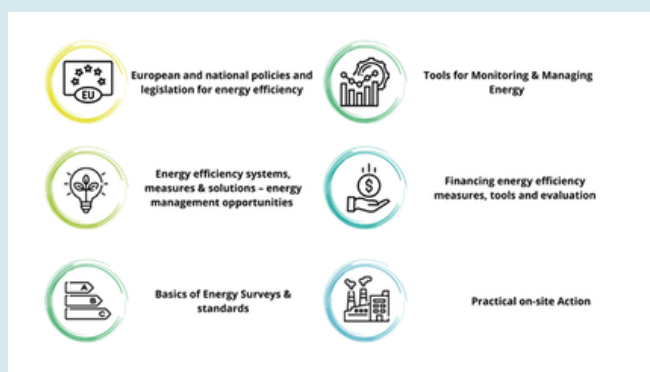 EU
European and national policies and
legislation for energy efficiency
Tools for Monitoring & Managing
Energy
Energy efficiency systems,
measures & solutions – energy
management opportunities
$
Financing energy efficiency
measures, tools and evaluation
A
B
C
Basics of Energy Surveys &
standards
Practical on-site Action